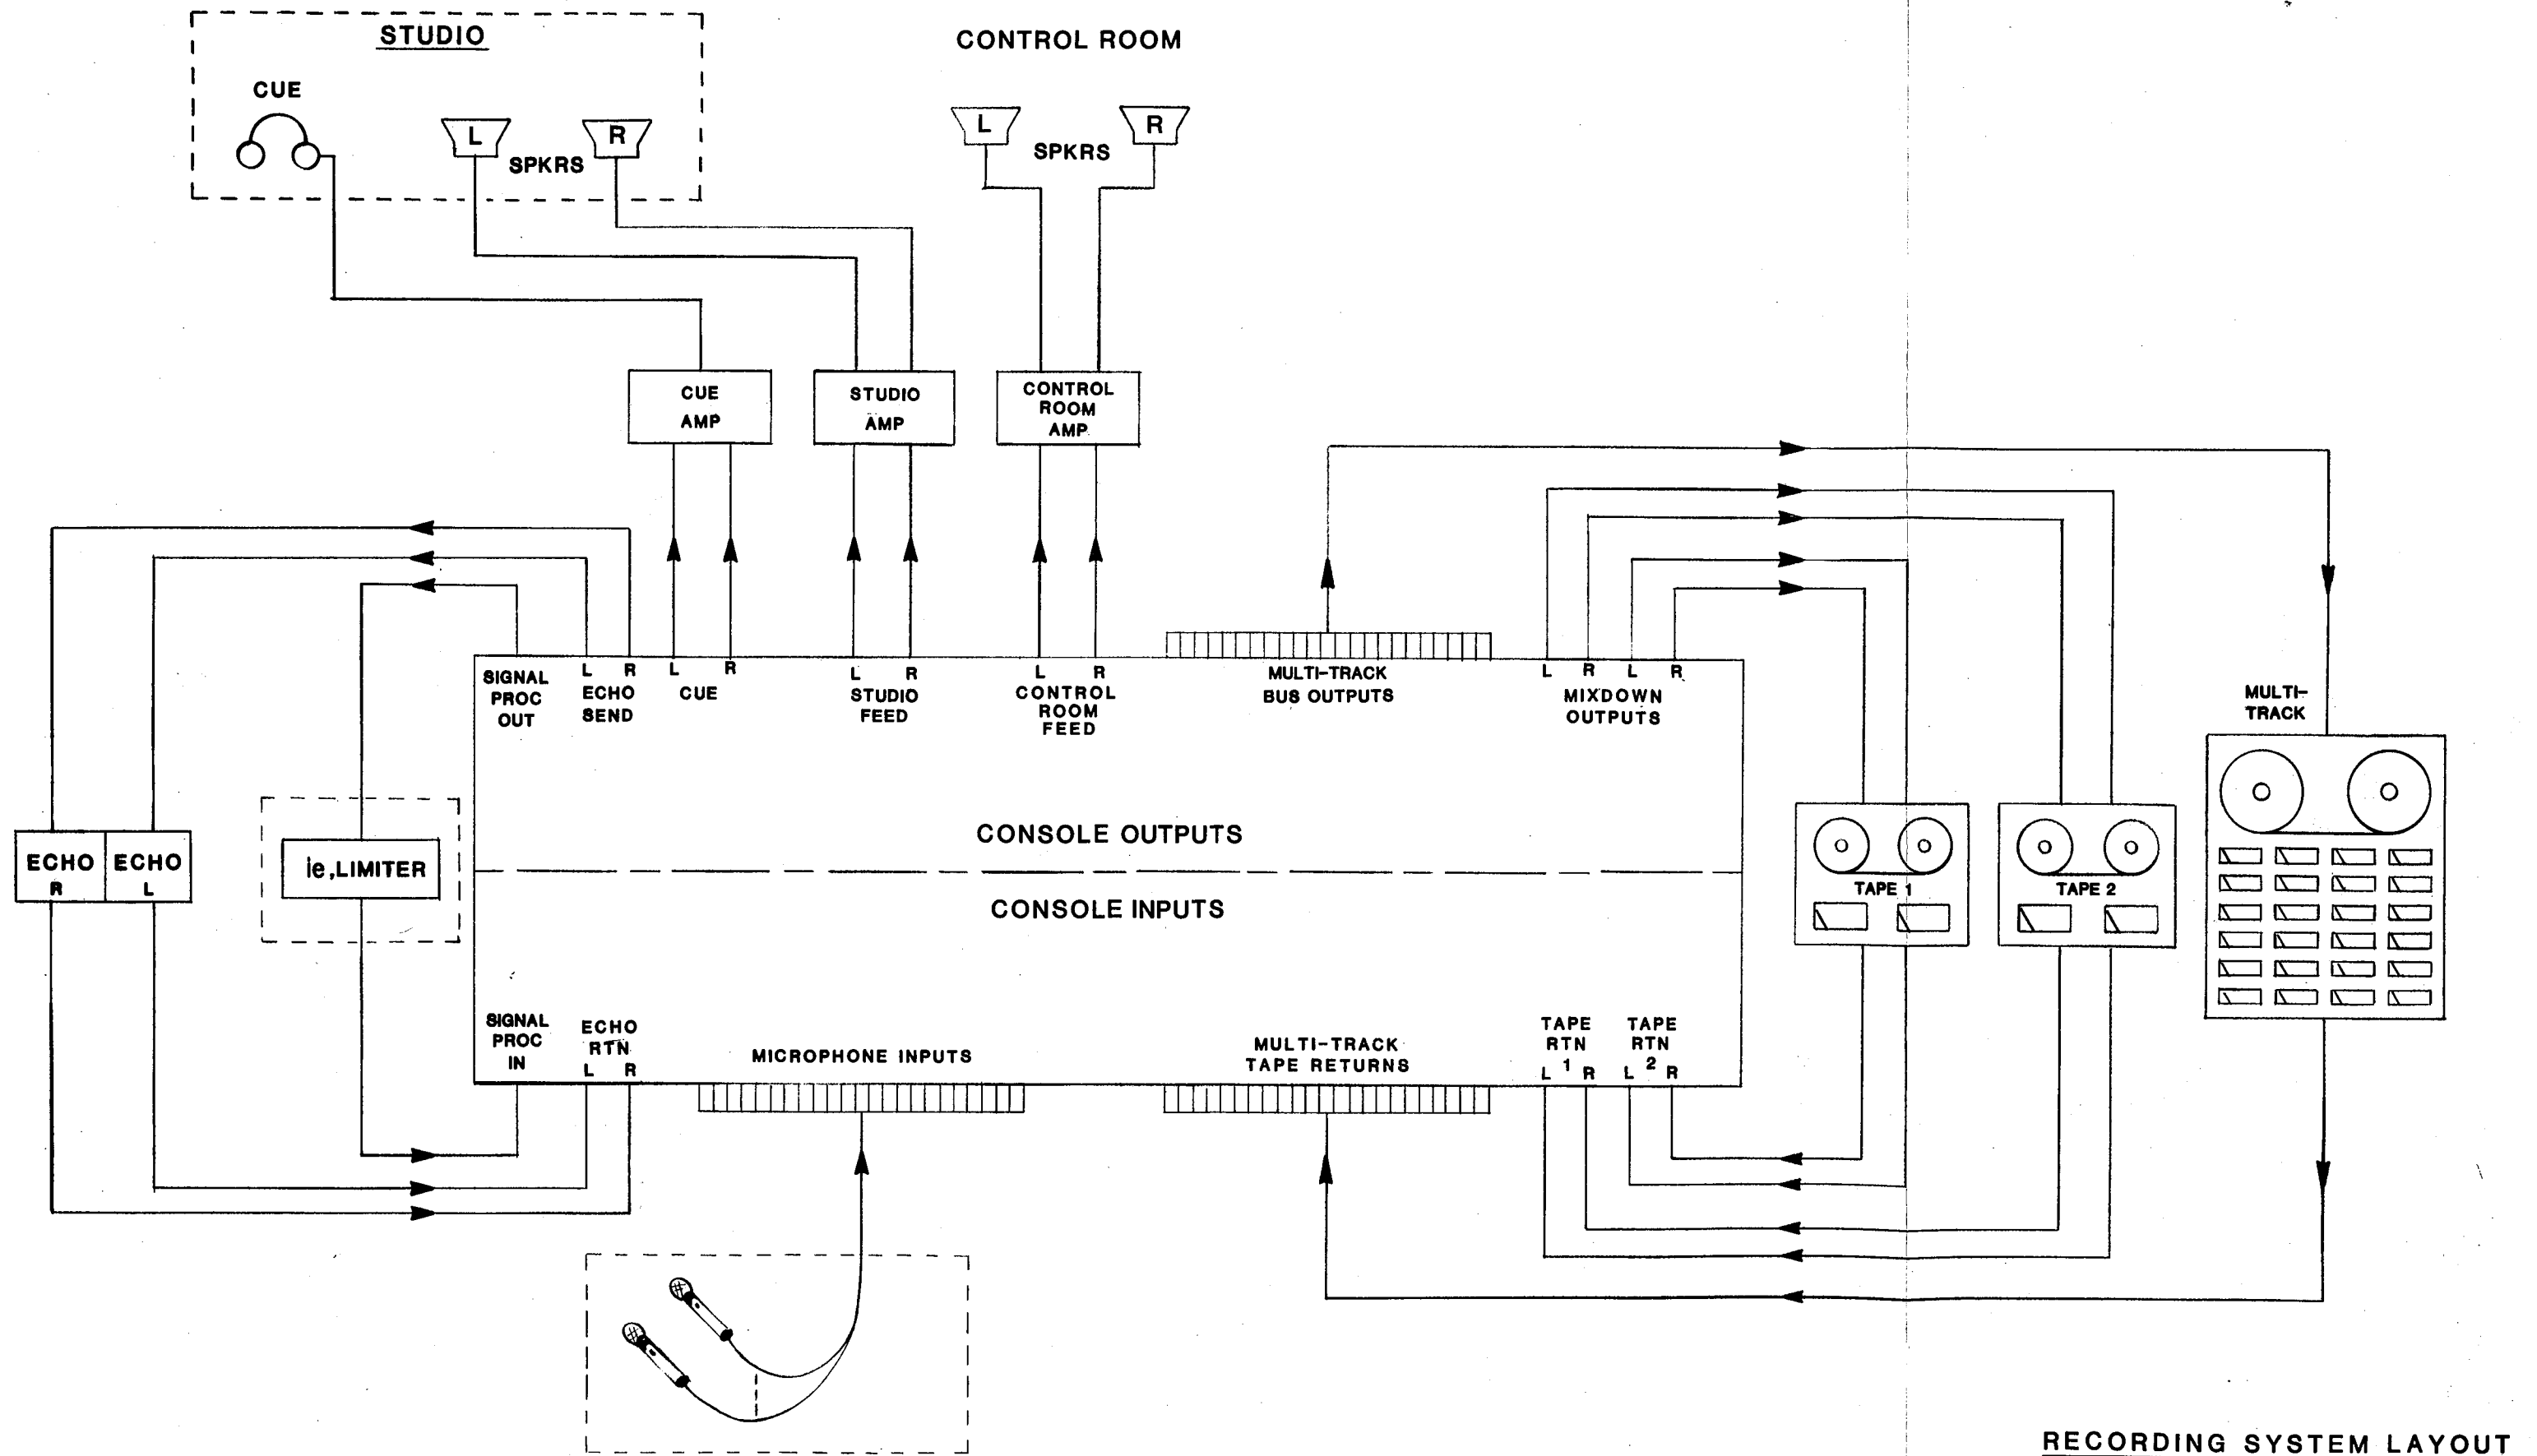 STUDIO
CONTROL ROOM
CUE
L
R
SPKRS
L
R
SPKRS
CUE
AMP
STUDIO
AMP
CONTROL
ROOM
AMP
L R L R L R L R L R L R
SIGNAL
PROC
OUT
ECHO
SEND
CUE
STUDIO
FEED
CONTROL
ROOM
FEED
MULTI-TRACK
BUS OUTPUTS
MIXDOWN
OUTPUTS
MULTI-
TRACK
CONSOLE OUTPUTS
ECHO
R
ECHO
L
ie,LIMITER
TAPE 1
TAPE 2
CONSOLE INPUTS
SIGNAL
PROC
IN
ECHO
RTN
L R
MICROPHONE INPUTS
MULTI-TRACK
TAPE RETURNS
TAPE
RTN
L 1 R
TAPE
RTN
L 2 R
RECORDING SYSTEM LAYOUT